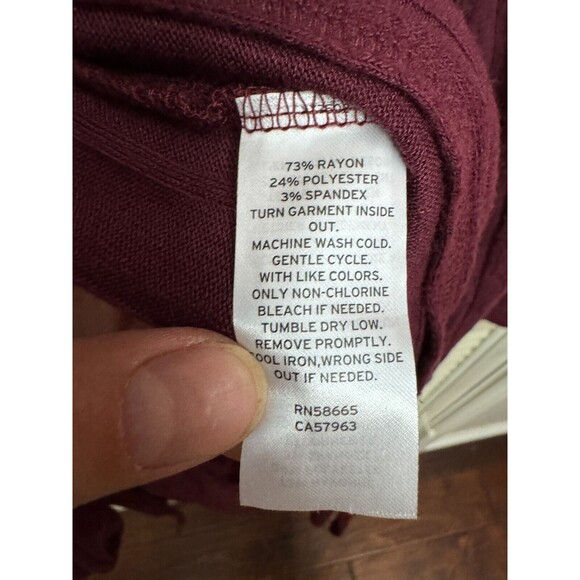 73% RAYON
24% POLYESTER
3% SPANDEX
TURN GARMENT INSIDE
OUT.
MACHINE WASH COLD.
GENTLE CYCLE.
WITH LIKE COLORS.
ONLY NON-CHLORINE
BLEACH IF NEEDED.
TUMBLE DRY LOW.
REMOVE PROMPTLY.
OOL IRON,WRONG SIDE
OUT IF NEEDED.
RN58665
CA57963